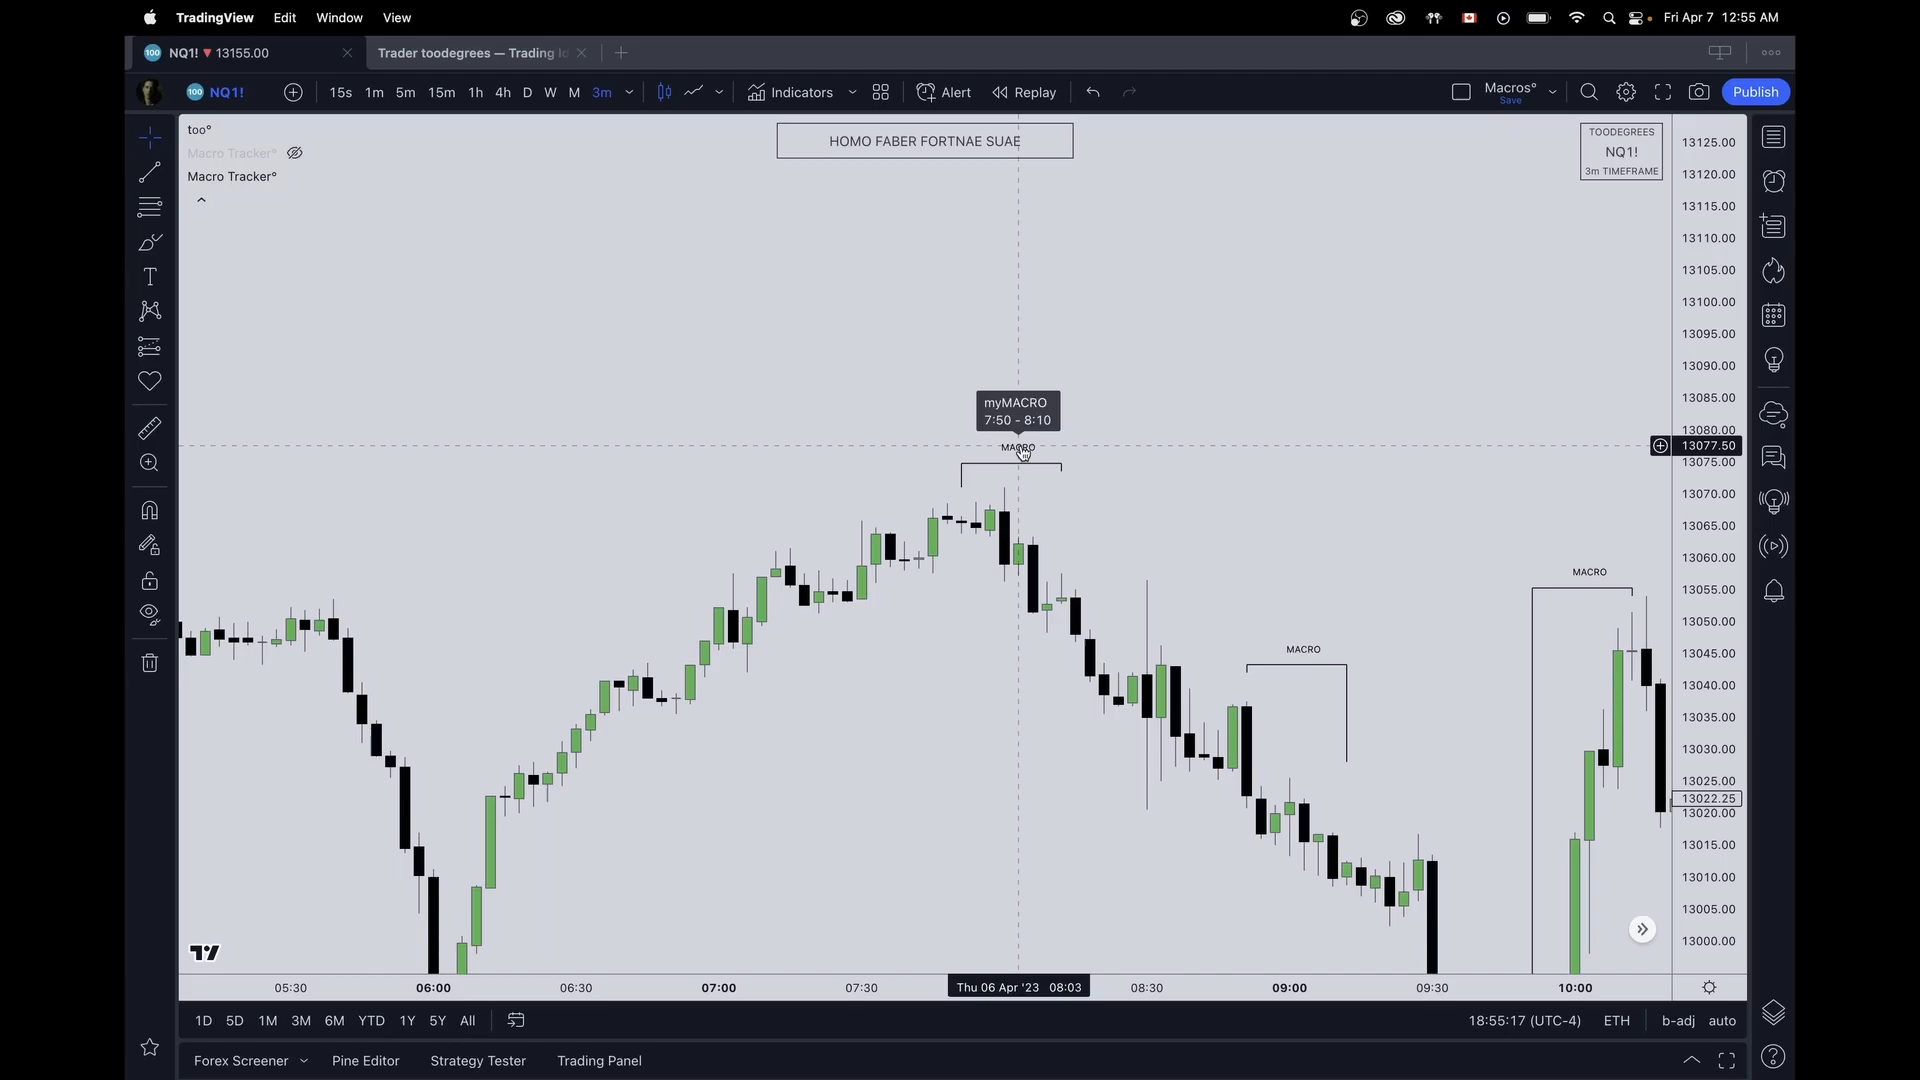 TradingView Edit Window View
Fri Apr 7 12:55 AM
100 NQ1! ▼ 13155.00
Trader toodegrees — Trading Id
100 NQ1! 15s 1m 5m 15m 1h 4h D W M 3m Indicators Alert Replay
Macros°
Save
Publish
too°
Macro Tracker°
Macro Tracker°
HOMO FABER FORTNAE SUAE
TOODEGREES
NQ1!
3m TIMEFRAME
myMACRO
7:50 - 8:10
MACRO
MACRO
MACRO
13125.00
13120.00
13115.00
13110.00
13105.00
13100.00
13095.00
13090.00
13085.00
13080.00
13077.50
13075.00
13070.00
13065.00
13060.00
13055.00
13050.00
13045.00
13040.00
13035.00
13030.00
13025.00
13022.25
13020.00
13015.00
13010.00
13005.00
13000.00
05:30 06:00 06:30 07:00 07:30 Thu 06 Apr '23 08:03 08:30 09:00 09:30 10:00
1D 5D 1M 3M 6M YTD 1Y 5Y All
18:55:17 (UTC-4) ETH b-adj auto
Forex Screener Pine Editor Strategy Tester Trading Panel